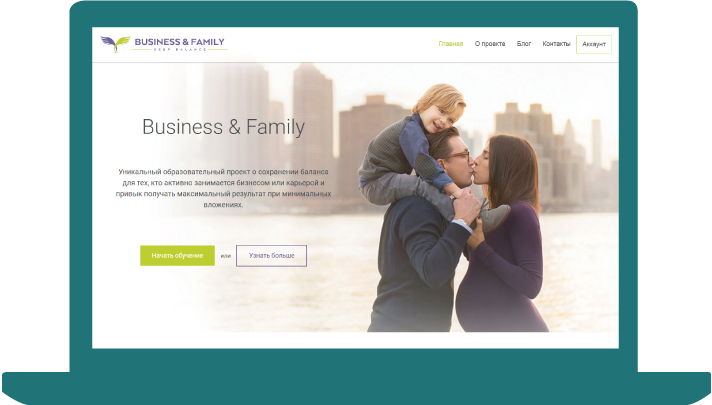 BUSINESS & FAMILY
KEEP BALANCE
Главная О проекте Блог Контакты Аккаунт
Business & Family
Уникальный образовательный проект о сохранении баланса
для тех, кто активно занимается бизнесом или карьерой и
привык получать максимальный результат при минимальных
вложениях.
Начать обучение или Узнать больше